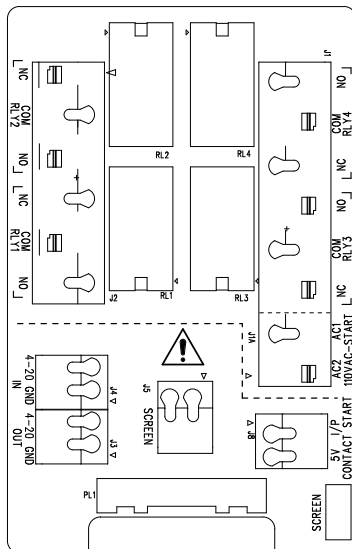 J1
NC
COM
RLY2
NO
NC
COM
RLY1
NO
RL2
RL4
J2
RL1
RL3
NO
COM
RLY4
NC
NO
COM
RLY3
NC
J1A
AC1
AC2
110VAC-START
4-20 GND
IN
J4
4-20 GND
OUT
J3
J5
SCREEN
J8
5V I/P
CONTACT START
PL1
SCREEN